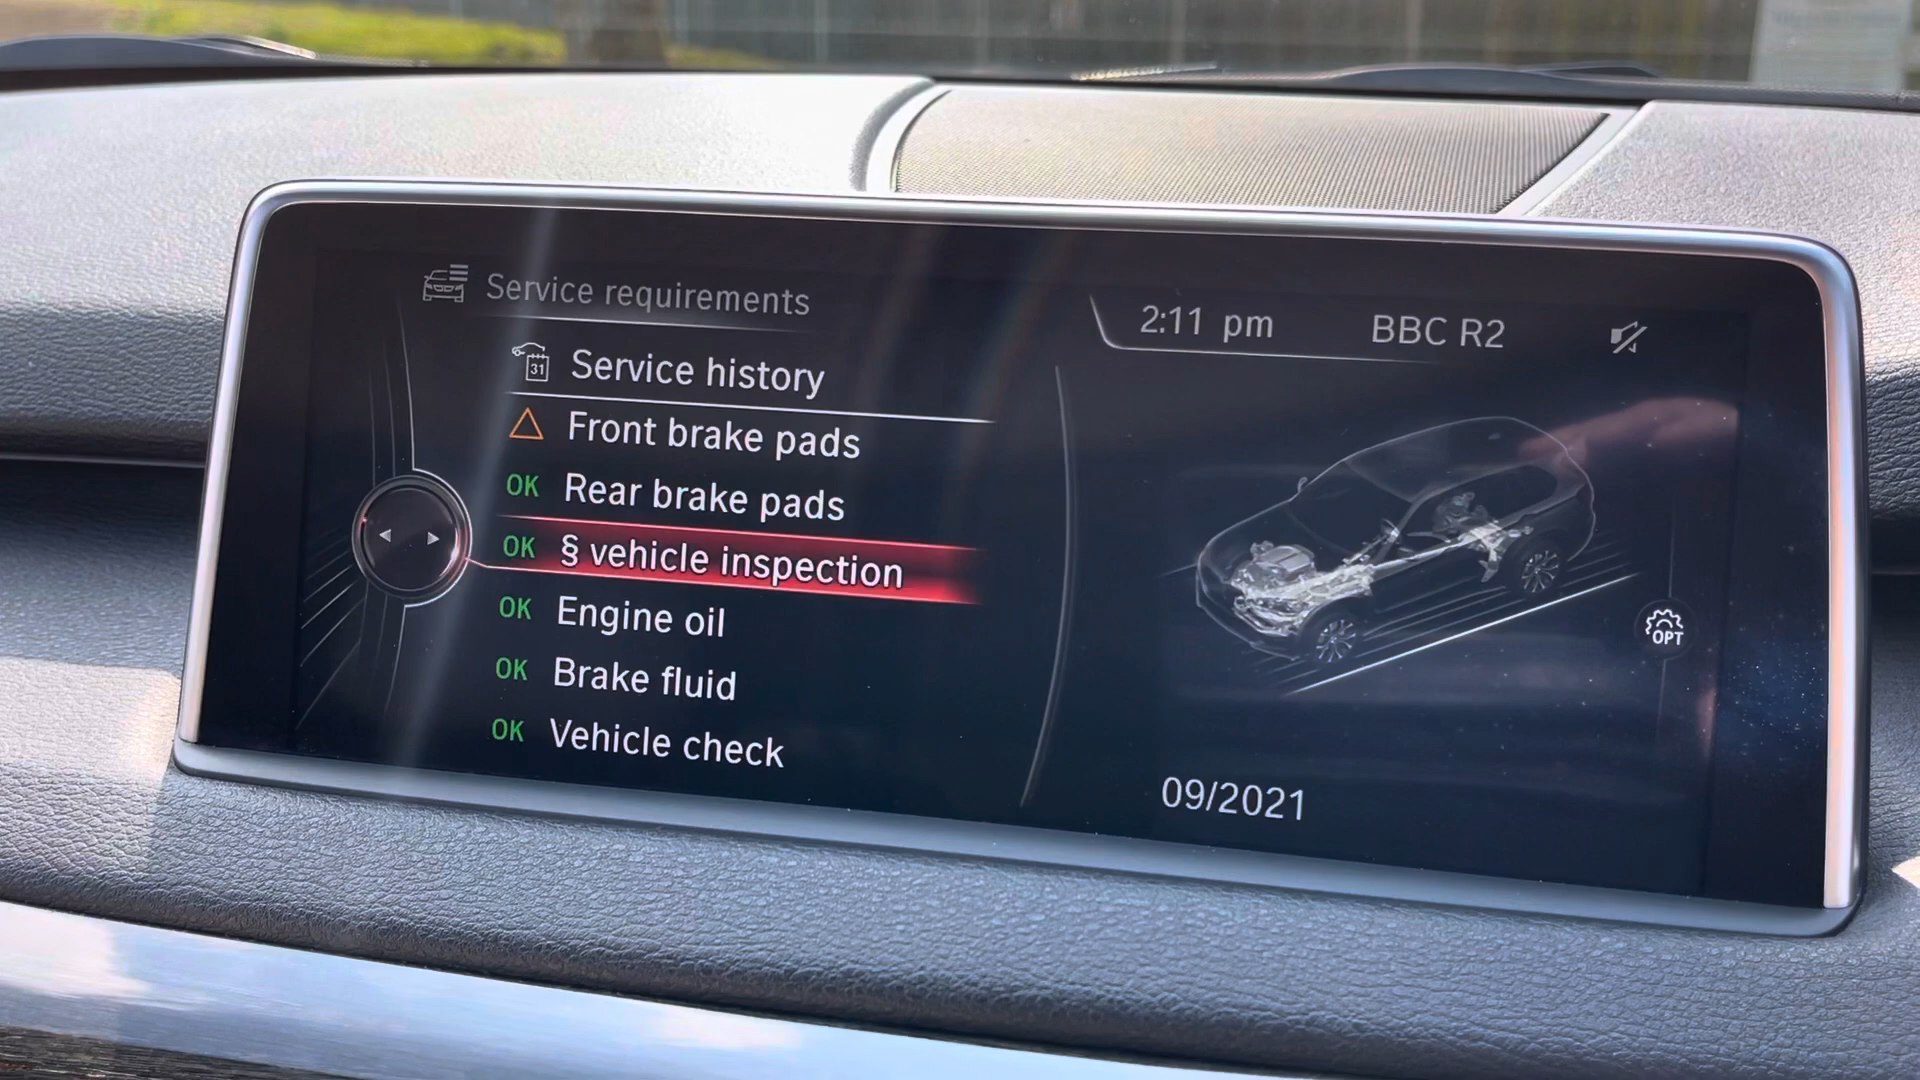 Service requirements
2:11 pm
BBC R2
31
Service history
Front brake pads
OK Rear brake pads
OK § vehicle inspection
OK Engine oil
OK Brake fluid
OK Vehicle check
OPT
09/2021